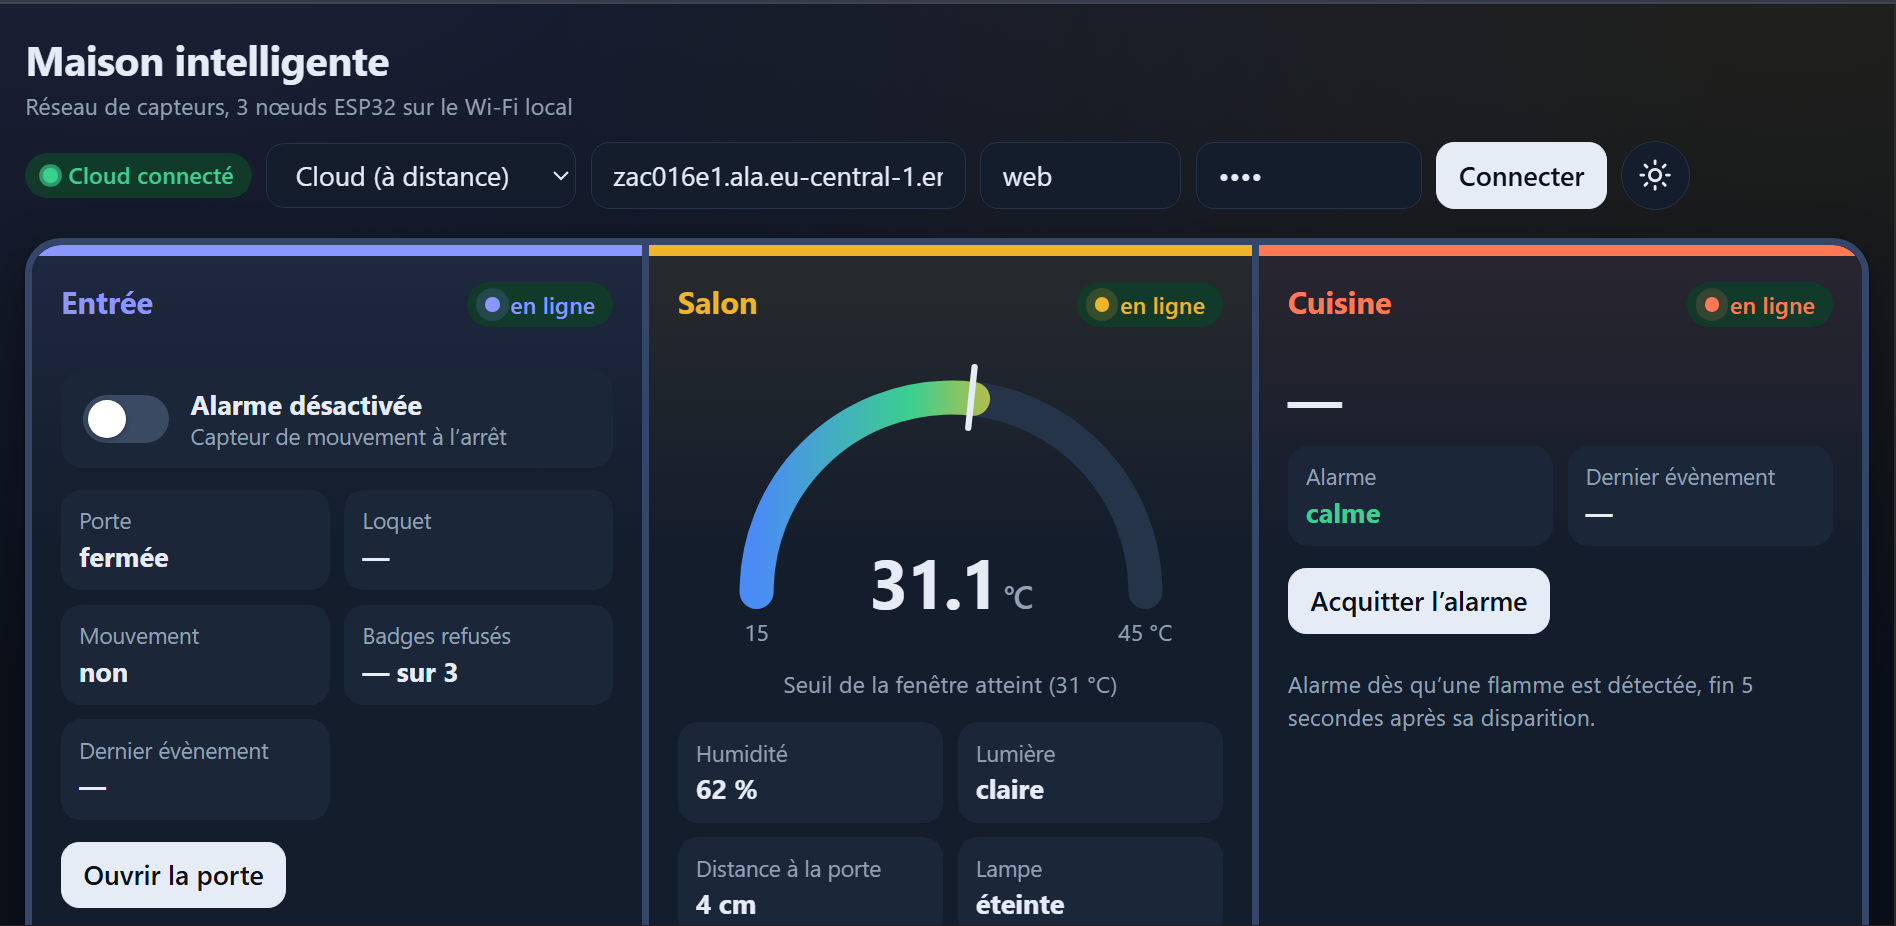 Maison intelligente
Réseau de capteurs, 3 nœuds ESP32 sur le Wi-Fi local
Cloud connecté
Cloud (à distance)
zac016e1.ala.eu-central-1.er
web
••••
Connecter
Entrée
en ligne
Alarme désactivée
Capteur de mouvement à l’arrêt
Porte
fermée
Loquet
—
Mouvement
non
Badges refusés
— sur 3
Dernier évènement
—
Ouvrir la porte
Salon
en ligne
31.1 °C
15
45 °C
Seuil de la fenêtre atteint (31 °C)
Humidité
62 %
Lumière
claire
Distance à la porte
4 cm
Lampe
éteinte
Cuisine
en ligne
—
Alarme
calme
Dernier évènement
—
Acquitter l’alarme
Alarme dès qu’une flamme est détectée, fin 5
secondes après sa disparition.